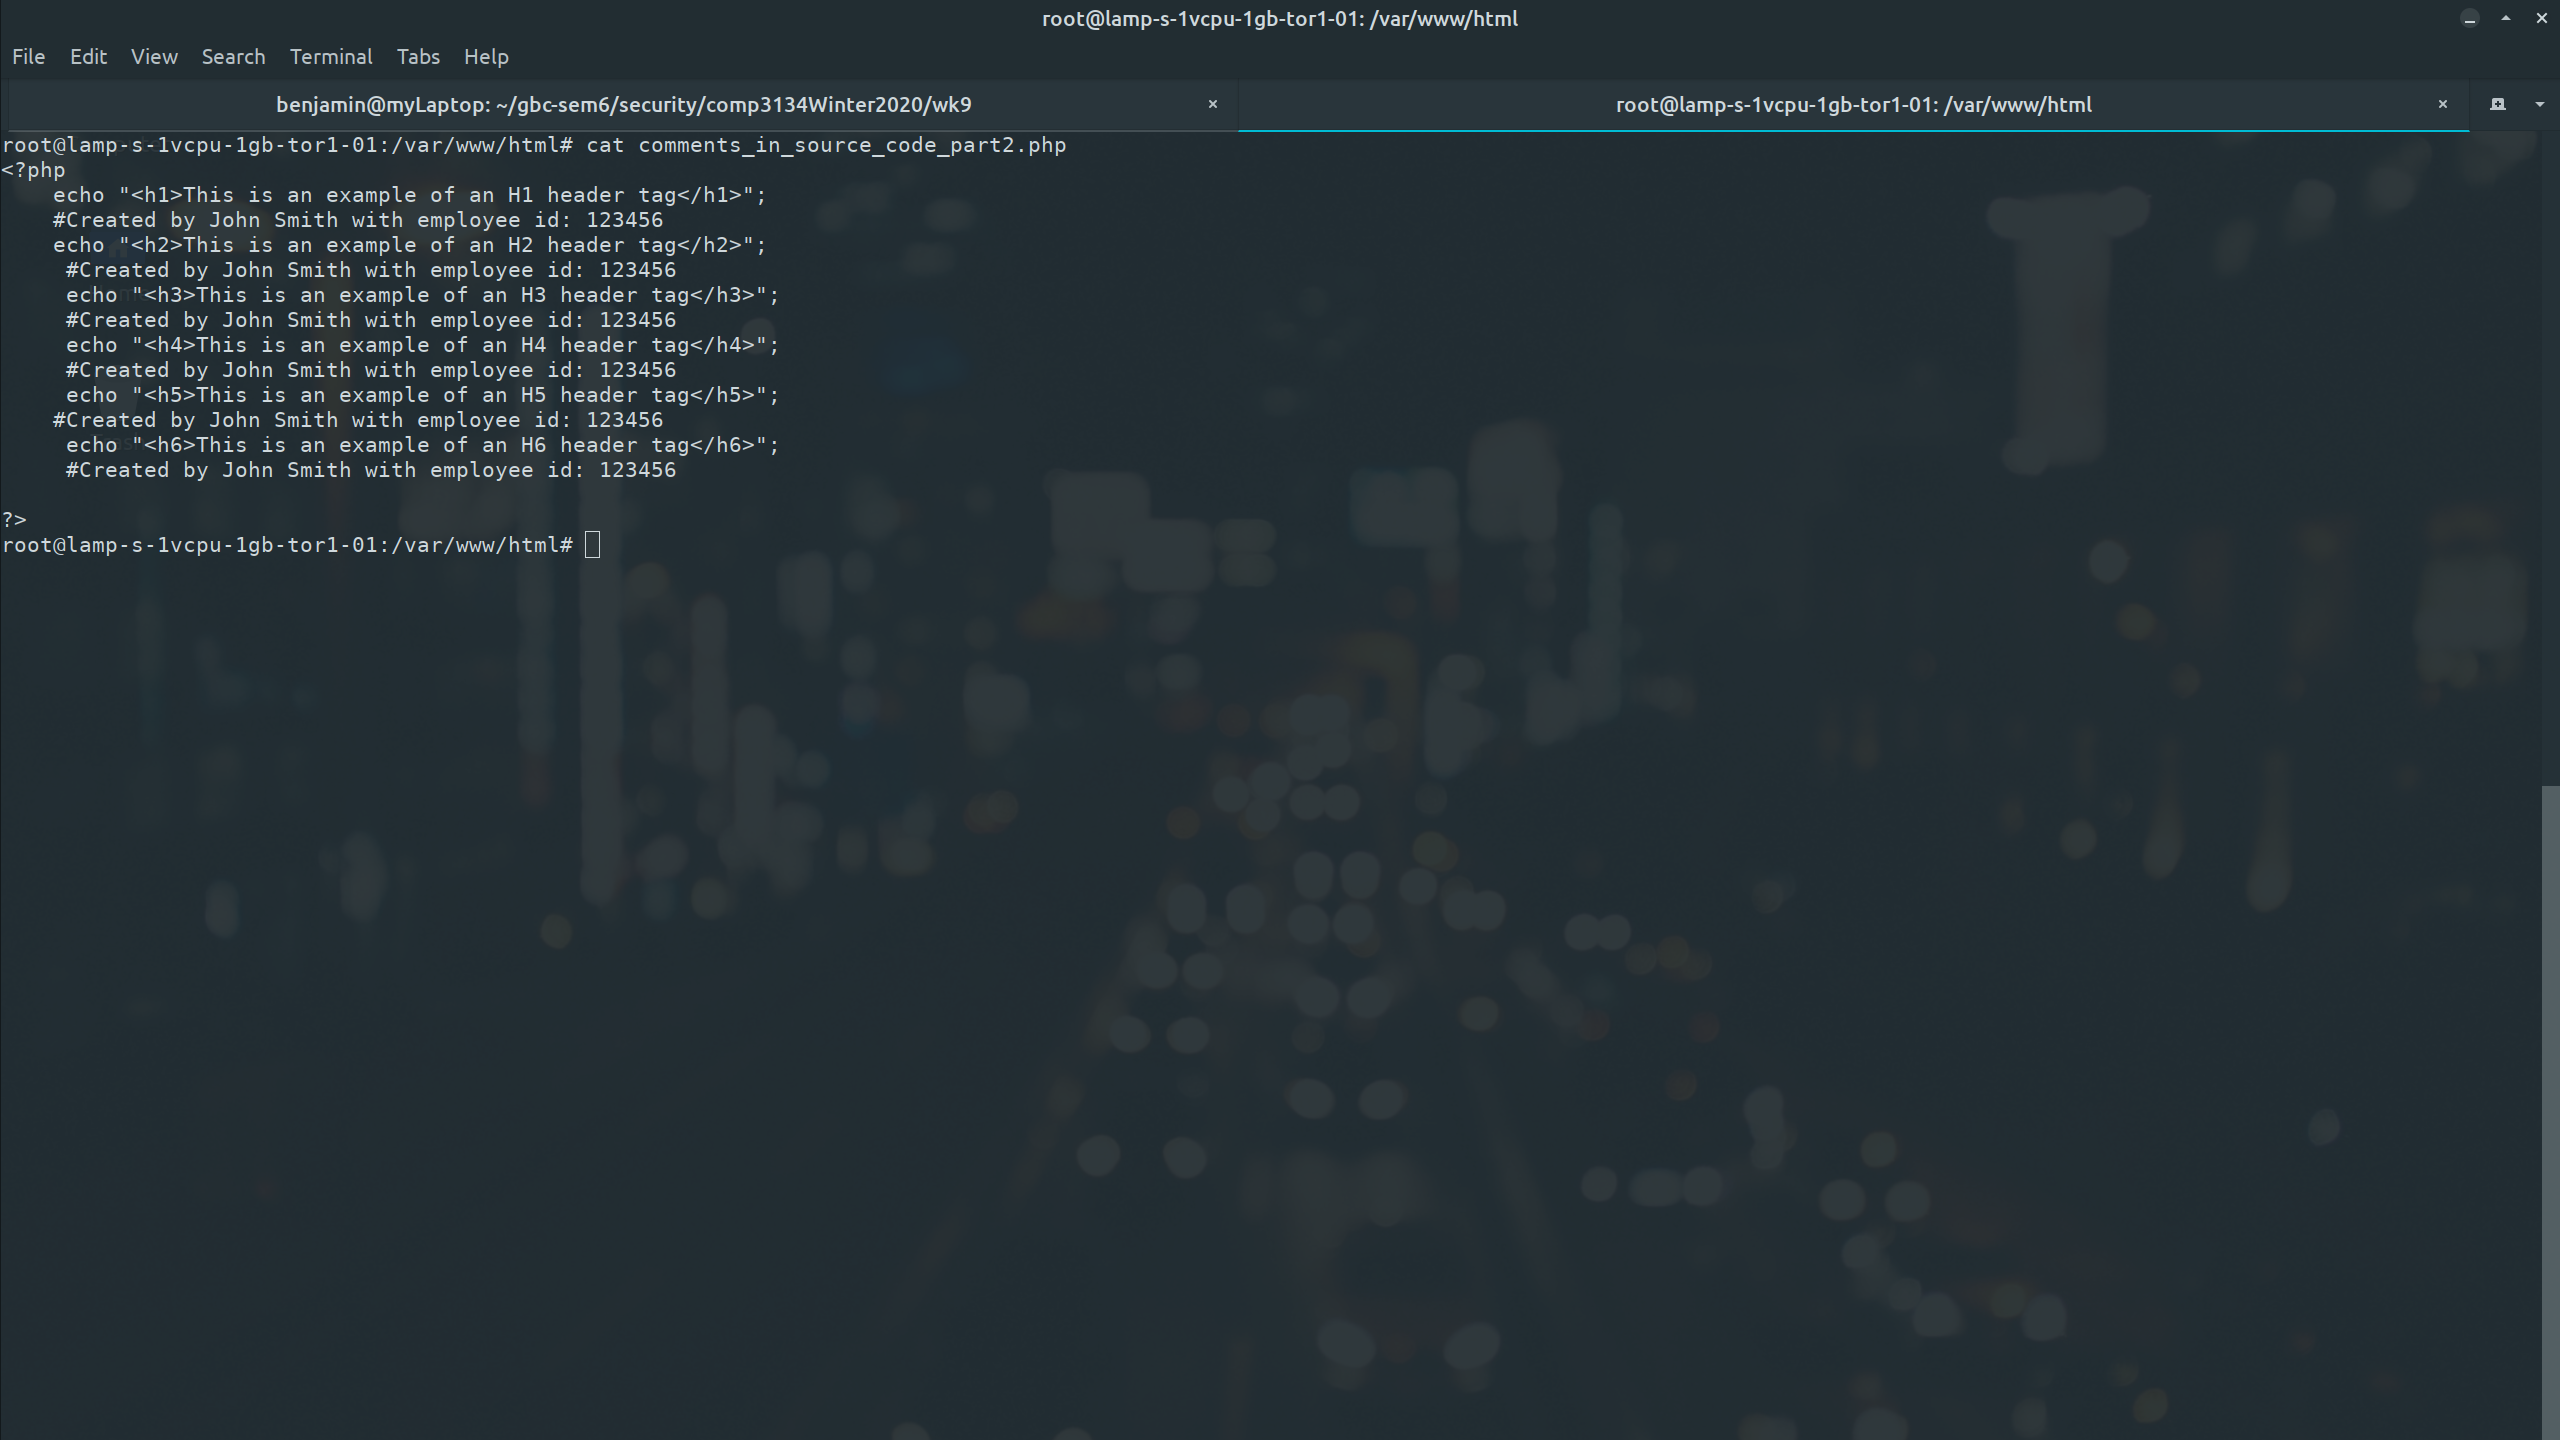 root@lamp-s-1vcpu-1gb-tor1-01: /var/www/html
File Edit View Search Terminal Tabs Help
benjamin@myLaptop: ~/gbc-sem6/security/comp3134Winter2020/wk9 × root@lamp-s-1vcpu-1gb-tor1-01: /var/www/html ×
root@lamp-s-1vcpu-1gb-tor1-01:/var/www/html# cat comments_in_source_code_part2.php
<?php
    echo "<h1>This is an example of an H1 header tag</h1>";
    #Created by John Smith with employee id: 123456
    echo "<h2>This is an example of an H2 header tag</h2>";
     #Created by John Smith with employee id: 123456
     echo "<h3>This is an example of an H3 header tag</h3>";
     #Created by John Smith with employee id: 123456
     echo "<h4>This is an example of an H4 header tag</h4>";
     #Created by John Smith with employee id: 123456
     echo "<h5>This is an example of an H5 header tag</h5>";
    #Created by John Smith with employee id: 123456
     echo "<h6>This is an example of an H6 header tag</h6>";
     #Created by John Smith with employee id: 123456
?>
root@lamp-s-1vcpu-1gb-tor1-01:/var/www/html#